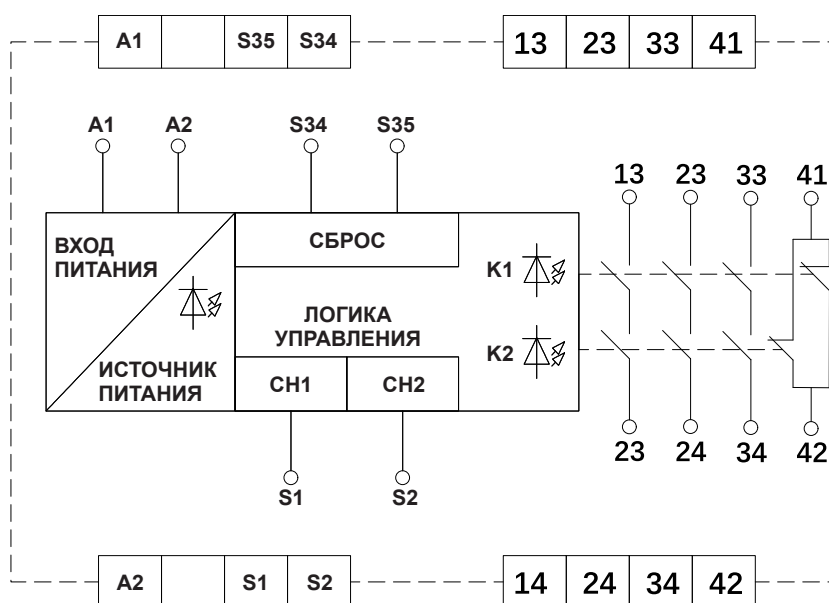 A1 S35 S34 13 23 33 41
A1 A2 S34 S35
13 23 33 41
ВХОД
ПИТАНИЯ
СБРОС
K1
ЛОГИКА
УПРАВЛЕНИЯ
K2
ИСТОЧНИК
ПИТАНИЯ
CH1 CH2
23 24 34 42
S1 S2
A2 S1 S2 14 24 34 42